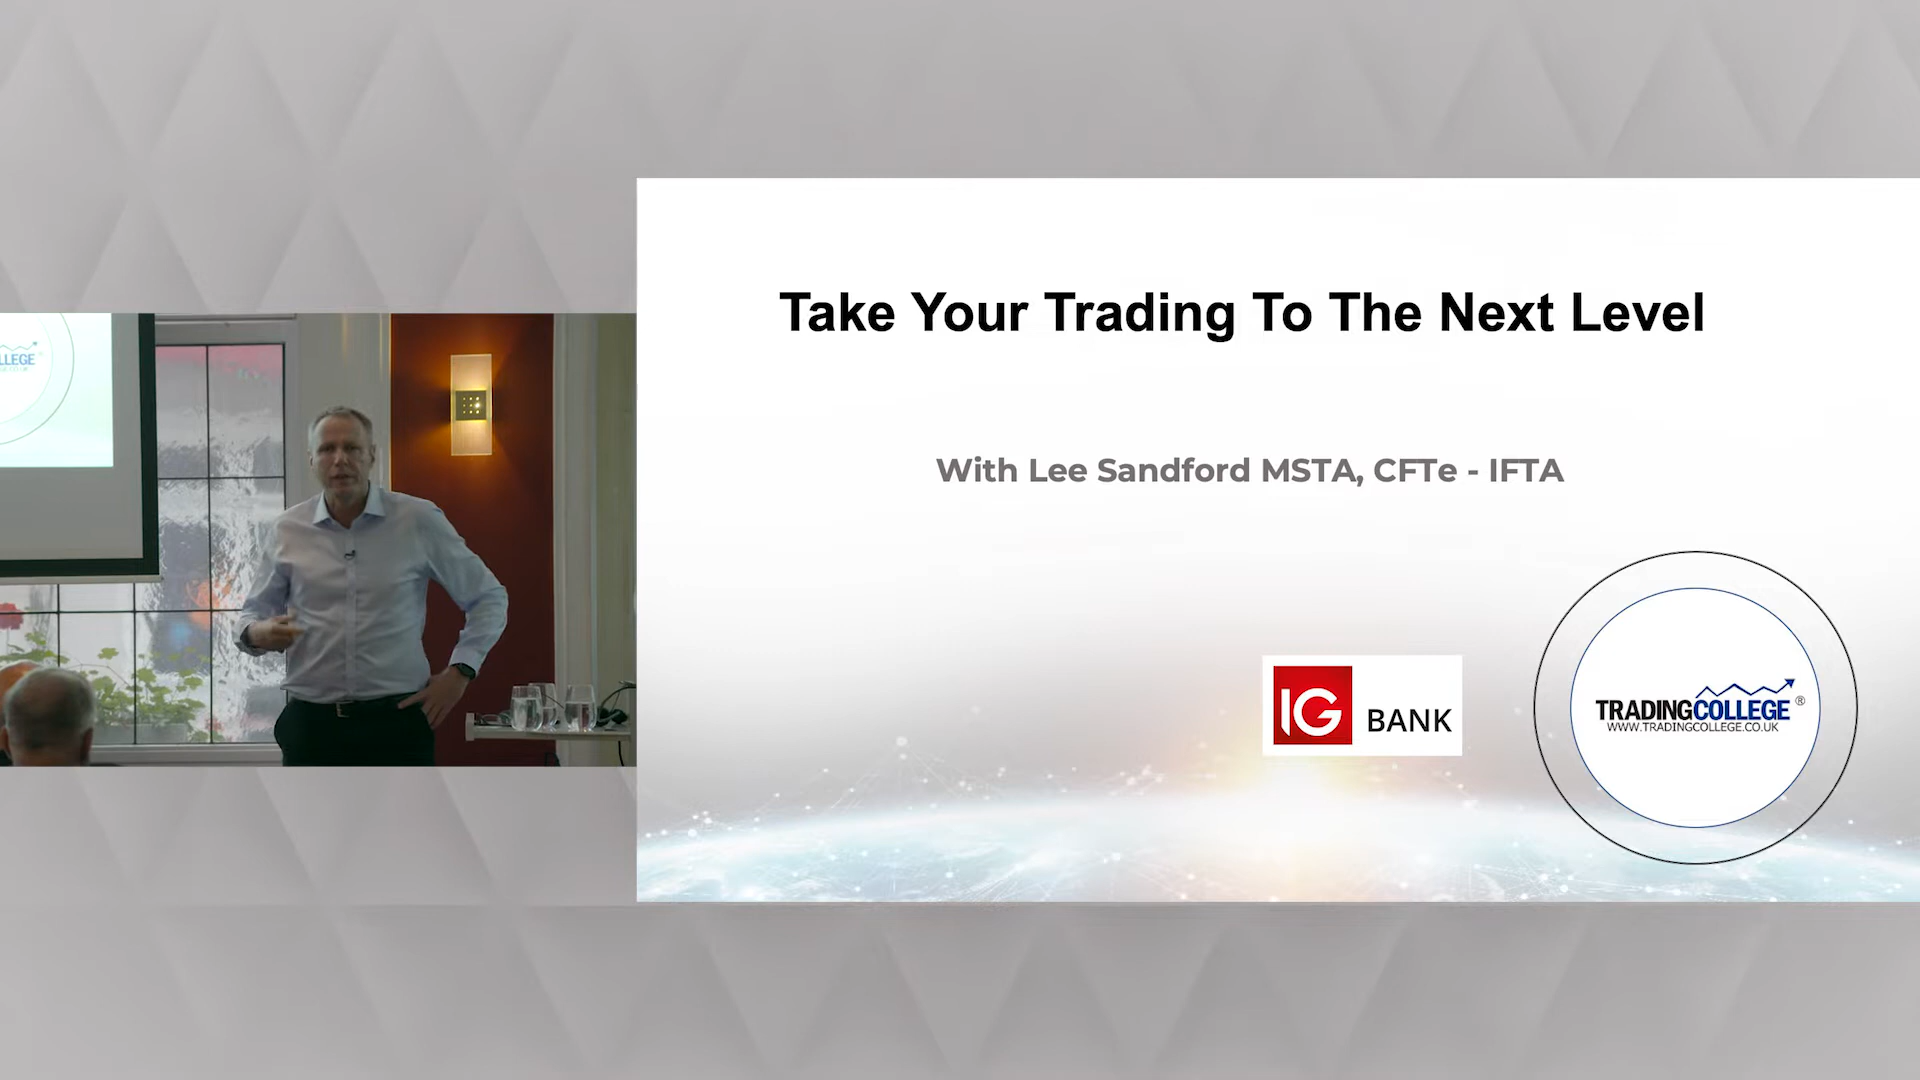 LLEGE
Take Your Trading To The Next Level
With Lee Sandford MSTA, CFTe - IFTA
IG BANK
TRADINGCOLLEGE ®
WWW.TRADINGCOLLEGE.CO.UK